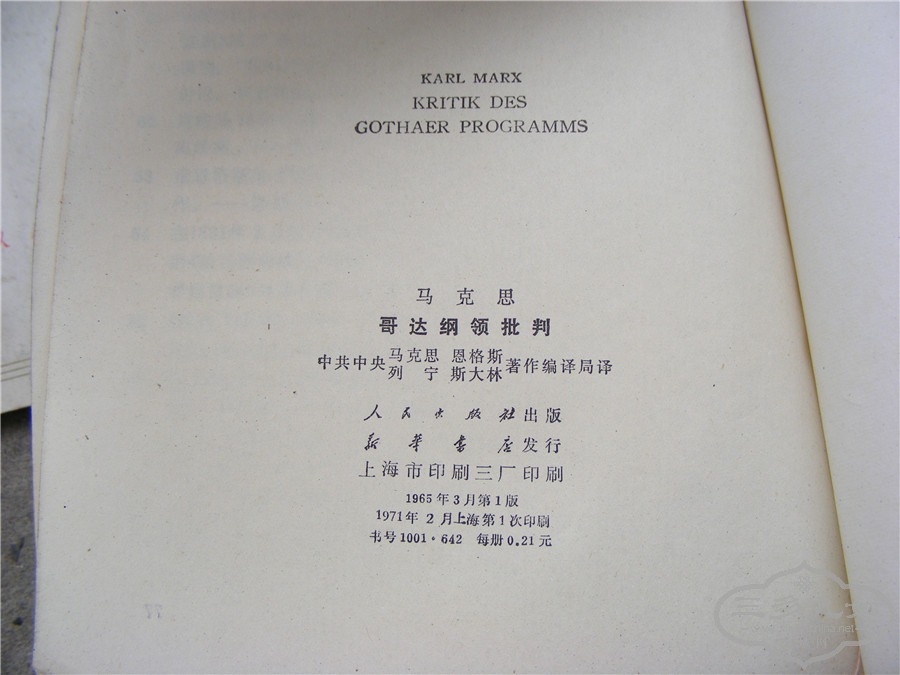 KARL MARX
KRITIK DES
GOTHAER PROGRAMMS
马克思
哥达纲领批判
中共中央马克思 恩格斯著作编译局译
列 宁 斯大林
人民出版社出版
新华书店发行
上海市印刷三厂印刷
1965年3月第1版
1971年2月上海第1次印刷
书号1001·642 每册0.21元
77